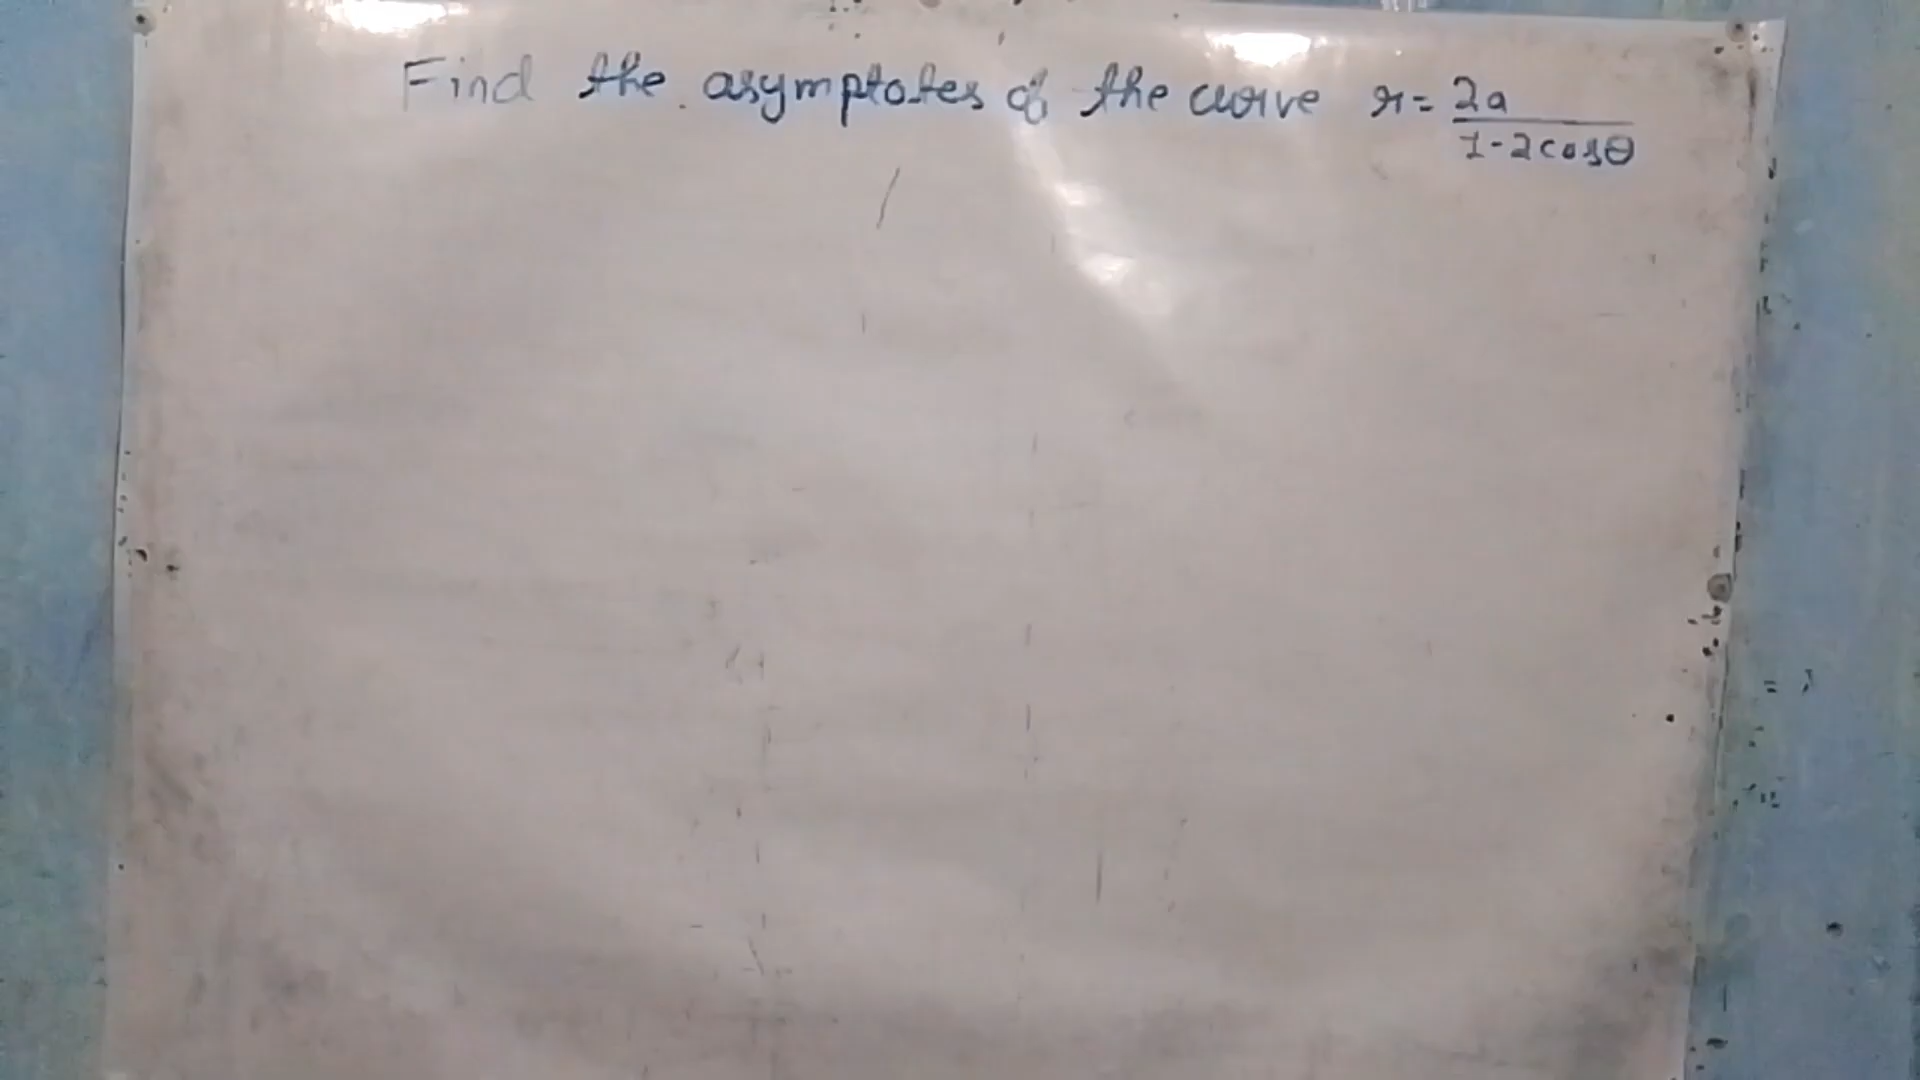 Find the asymptotes of the curve r = 2a / 1-2cosθ